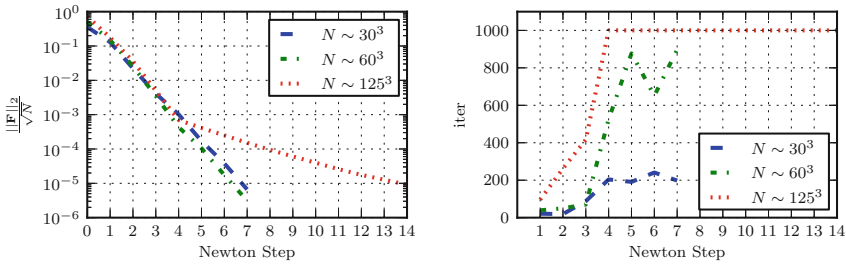 10^0
10^{-1}
10^{-2}
10^{-3}
10^{-4}
10^{-5}
10^{-6}
||F||_2
√N
0 1 2 3 4 5 6 7 8 9 10 11 12 13 14
Newton Step
N ∼ 30^3
N ∼ 60^3
N ∼ 125^3
1000
800
600
400
200
0
iter
1 2 3 4 5 6 7 8 9 10 11 12 13 14
Newton Step
N ∼ 30^3
N ∼ 60^3
N ∼ 125^3